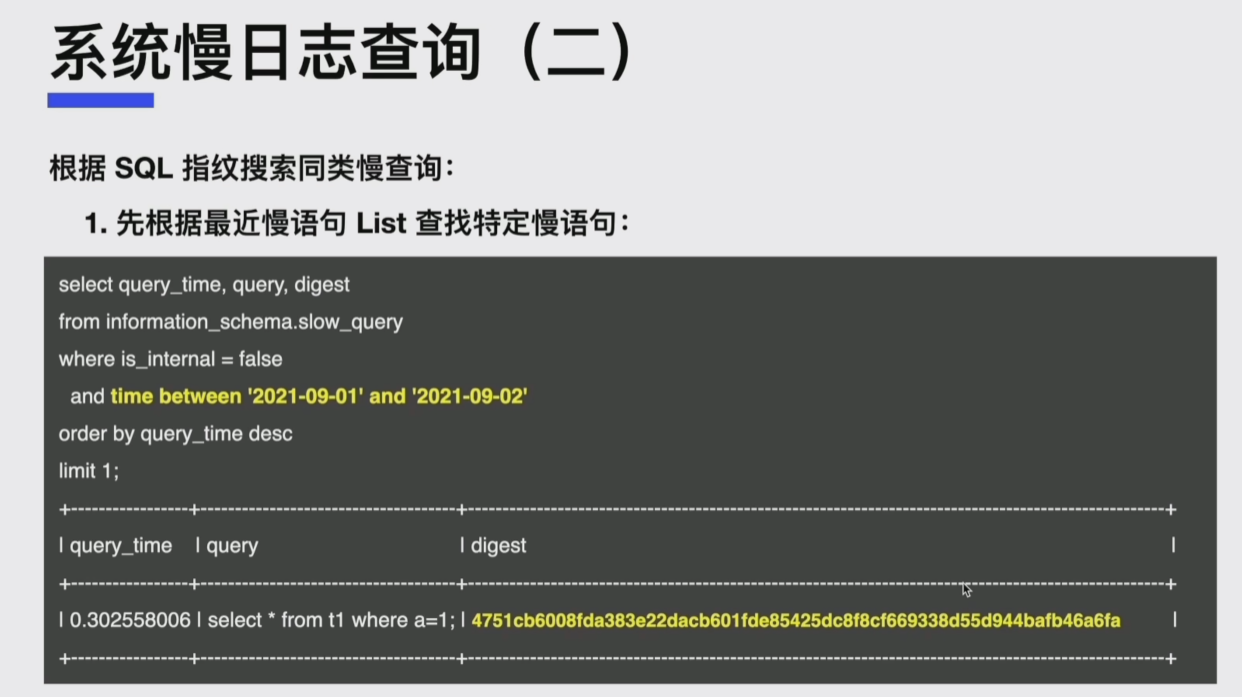 系统慢日志查询（二）
根据 SQL 指纹搜索同类慢查询：
1. 先根据最近慢语句 List 查找特定慢语句：
select query_time, query, digest
from information_schema.slow_query
where is_internal = false
and time between '2021-09-01' and '2021-09-02'
order by query_time desc
limit 1;
+-----------------+-------------------------------------+------------------------------------------------------------------------------------------------------+
| query_time | query | digest |
+-----------------+-------------------------------------+------------------------------------------------------------------------------------------------------+
| 0.302558006 | select * from t1 where a=1; | 4751cb6008fda383e22dacb601fde85425dc8f8cf669338d55d944bafb46a6fa |
+-----------------+-------------------------------------+------------------------------------------------------------------------------------------------------+